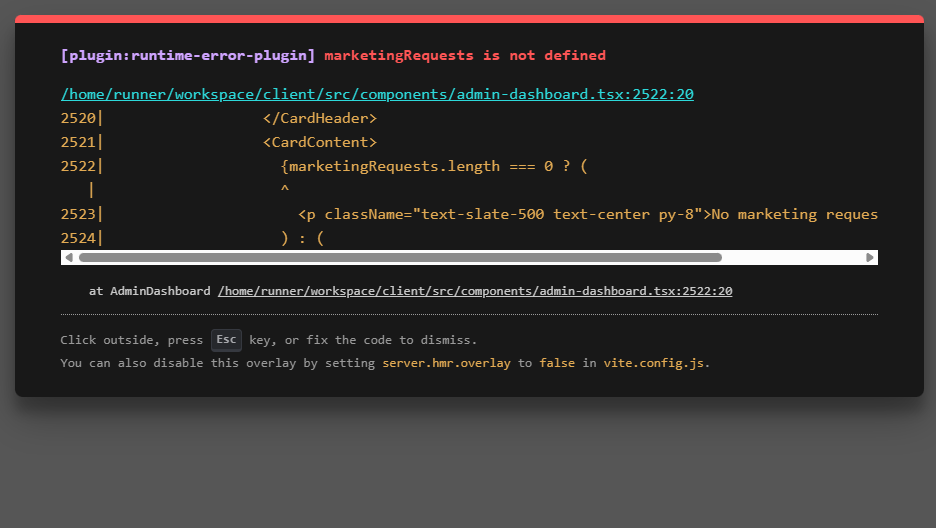 [plugin:runtime-error-plugin] marketingRequests is not defined
/home/runner/workspace/client/src/components/admin-dashboard.tsx:2522:20
2520|                  </CardHeader>
2521|                  <CardContent>
2522|                    {marketingRequests.length === 0 ? (
   |                    ^
2523|                      <p className="text-slate-500 text-center py-8">No marketing reques
2524|                    ) : (
at AdminDashboard /home/runner/workspace/client/src/components/admin-dashboard.tsx:2522:20
Click outside, press Esc key, or fix the code to dismiss.
You can also disable this overlay by setting server.hmr.overlay to false in vite.config.js.